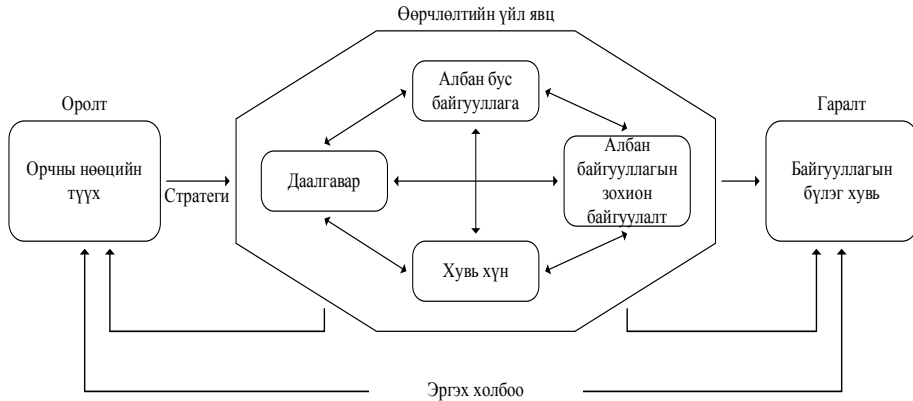 Өөрчлөлтийн үйл явц
Оролт
Орчны нөөцийн
түүх
Стратеги
Албан бус
байгууллага
Даалгавар
Албан
байгууллагын
зохион
байгуулалт
Хувь хүн
Гаралт
Байгууллагын
бүлэг хувь
Эргэх холбоо